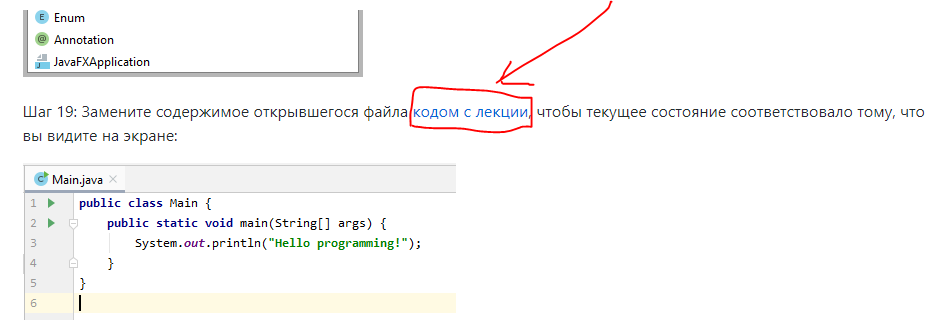 Enum
Annotation
JavaFXApplication
Шаг 19: Замените содержимое открывшегося файла кодом с лекции, чтобы текущее состояние соответствовало тому, что
вы видите на экране:
Main.java
1 public class Main {
2 public static void main(String[] args) {
3 System.out.println("Hello programming!");
4 }
5 }
6